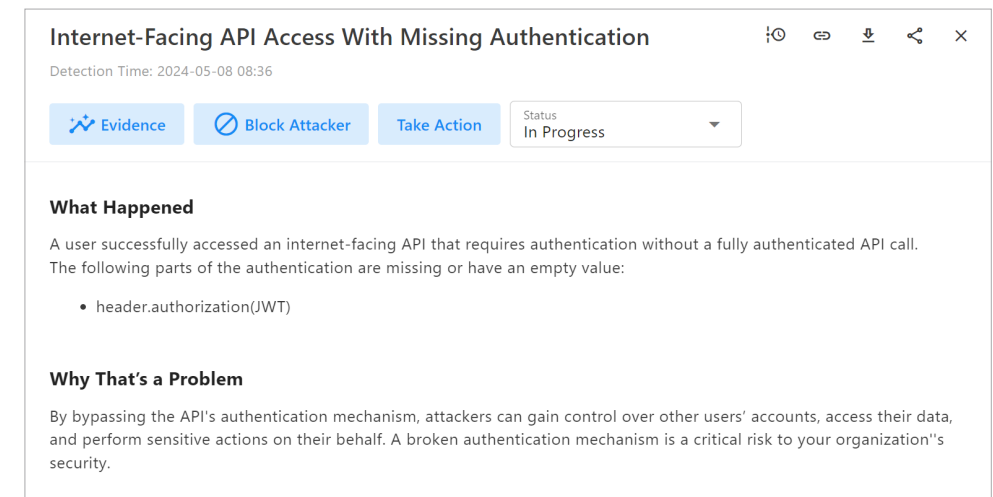 Internet-Facing API Access With Missing Authentication
Detection Time: 2024-05-08 08:36
Evidence
Block Attacker
Take Action
Status
In Progress
What Happened
A user successfully accessed an internet-facing API that requires authentication without a fully authenticated API call.
The following parts of the authentication are missing or have an empty value:
• header.authorization(JWT)
Why That’s a Problem
By bypassing the API's authentication mechanism, attackers can gain control over other users’ accounts, access their data,
and perform sensitive actions on their behalf. A broken authentication mechanism is a critical risk to your organization''s
security.